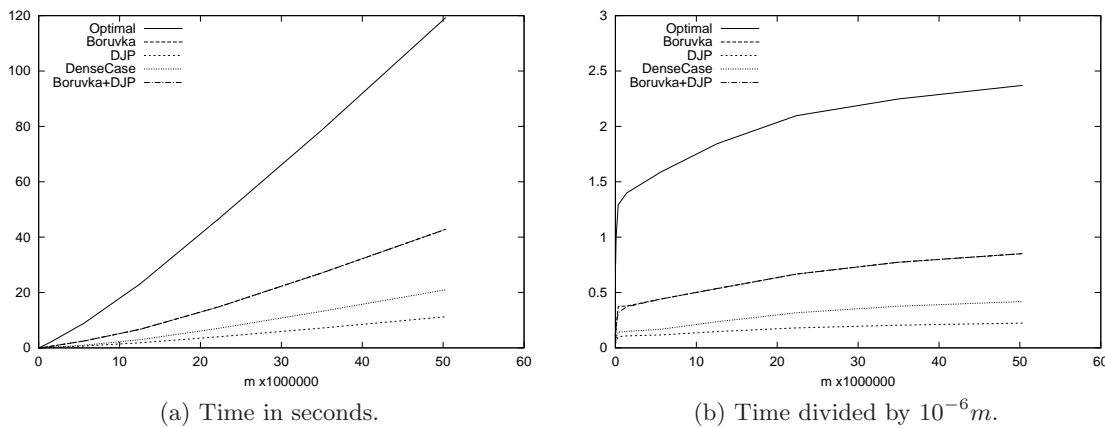 120
100
80
60
40
20
0
0 10 20 30 40 50 60
m x1000000
Optimal
Boruvka
DJP
DenseCase
Boruvka+DJP
(a) Time in seconds.
3
2.5
2
1.5
1
0.5
0
0 10 20 30 40 50 60
m x1000000
Optimal
Boruvka
DJP
DenseCase
Boruvka+DJP
(b) Time divided by 10⁻⁶m.